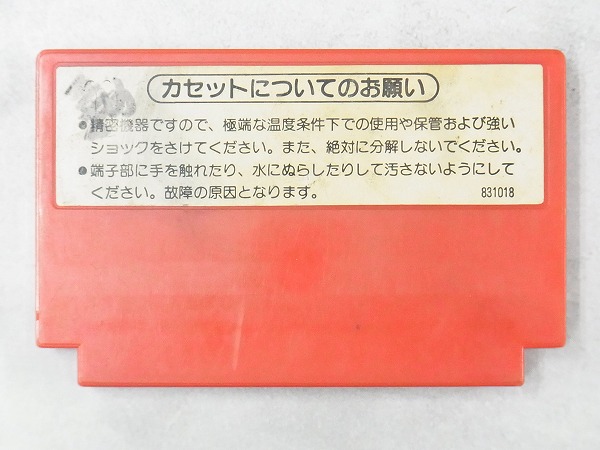 カセットについてのお願い
●精密機器ですので、極端な温度条件下での使用や保管および強い
ショックをさけてください。また、絶対に分解しないでください。
●端子部に手を触れたり、水にぬらしたりして汚さないようにして
ください。故障の原因となります。
831018